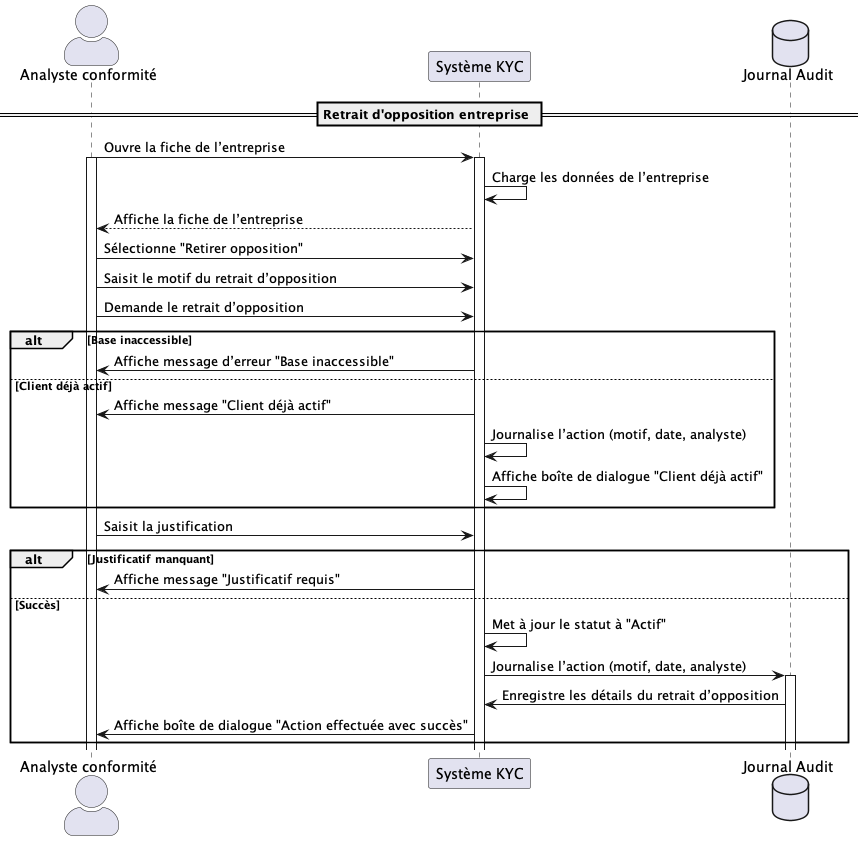 Analyste conformité
Système KYC
Journal Audit
Retrait d'opposition entreprise
Ouvre la fiche de l’entreprise
Charge les données de l’entreprise
Affiche la fiche de l’entreprise
Sélectionne "Retirer opposition"
Saisit le motif du retrait d’opposition
Demande le retrait d’opposition
alt [Base inaccessible]
Affiche message d’erreur "Base inaccessible"
[Client déjà actif]
Affiche message "Client déjà actif"
Journalise l’action (motif, date, analyste)
Affiche boîte de dialogue "Client déjà actif"
Saisit la justification
alt [Justificatif manquant]
Affiche message "Justificatif requis"
[Succès]
Met à jour le statut à "Actif"
Journalise l’action (motif, date, analyste)
Enregistre les détails du retrait d’opposition
Affiche boîte de dialogue "Action effectuée avec succès"
Analyste conformité
Système KYC
Journal Audit